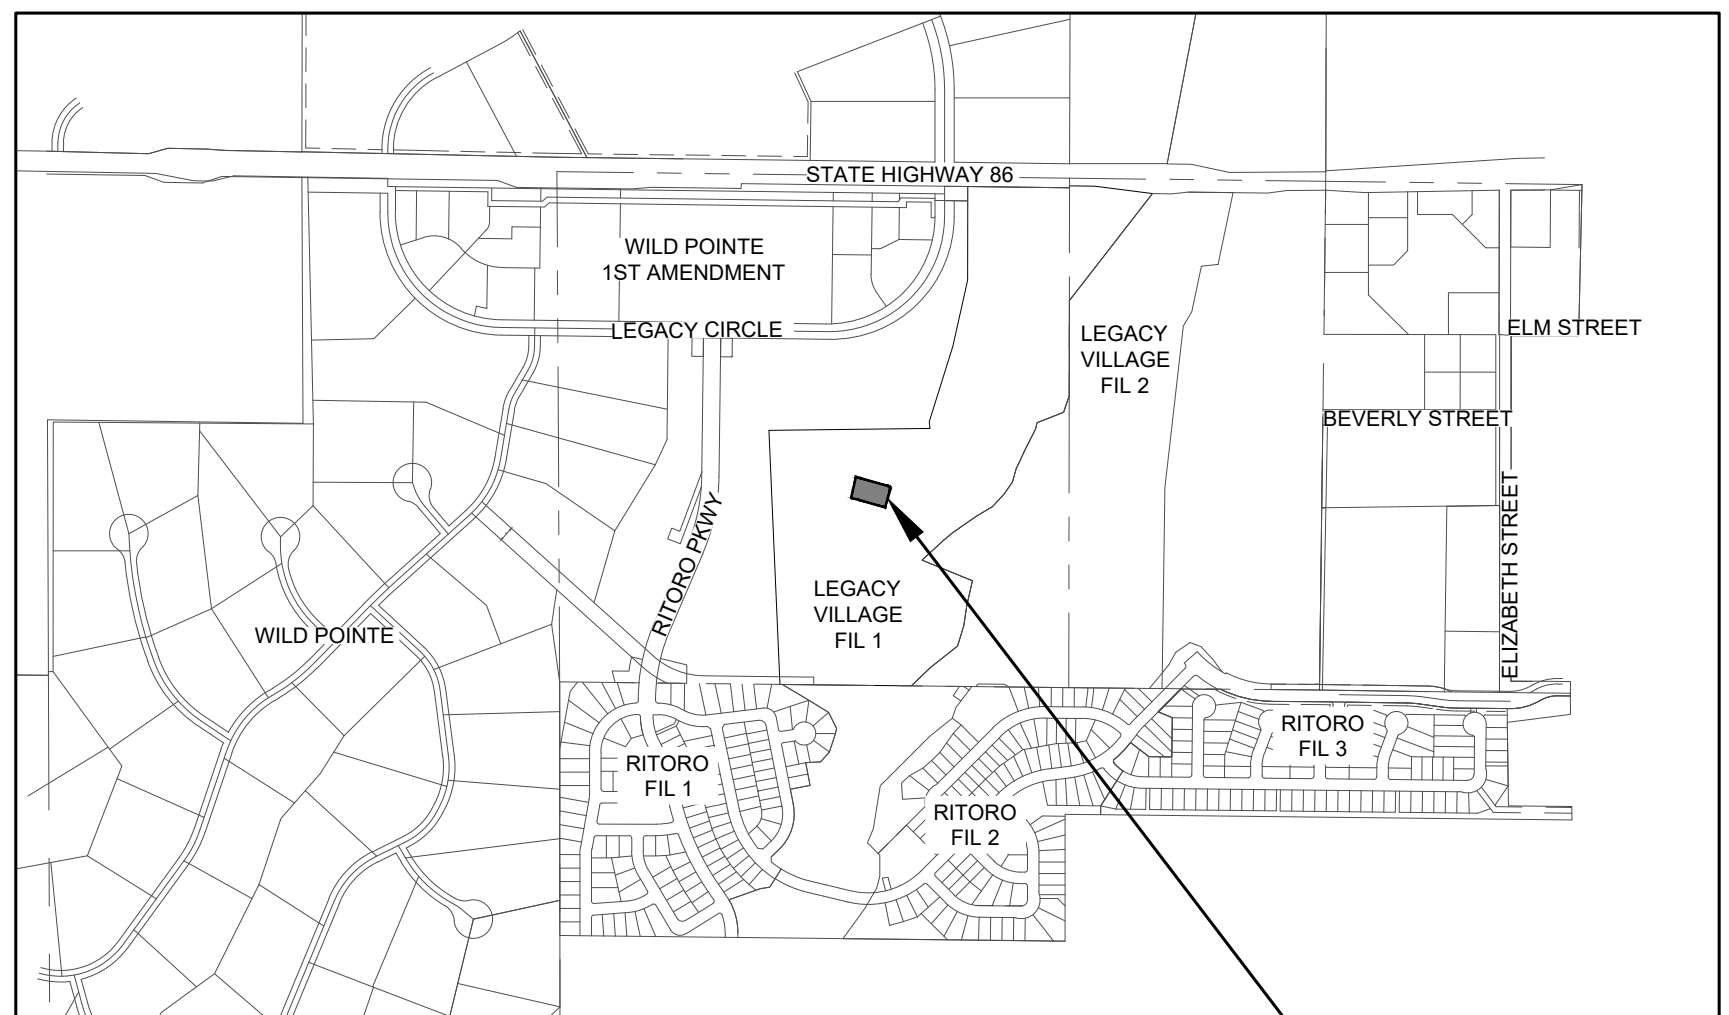 STATE HIGHWAY 86
WILD POINTE
1ST AMENDMENT
LEGACY CIRCLE
LEGACY
VILLAGE
FIL 2
ELM STREET
BEVERLY STREET
ELIZABETH STREET
RITORO PKWY
LEGACY
VILLAGE
FIL 1
WILD POINTE
RITORO
FIL 1
RITORO
FIL 2
RITORO
FIL 3